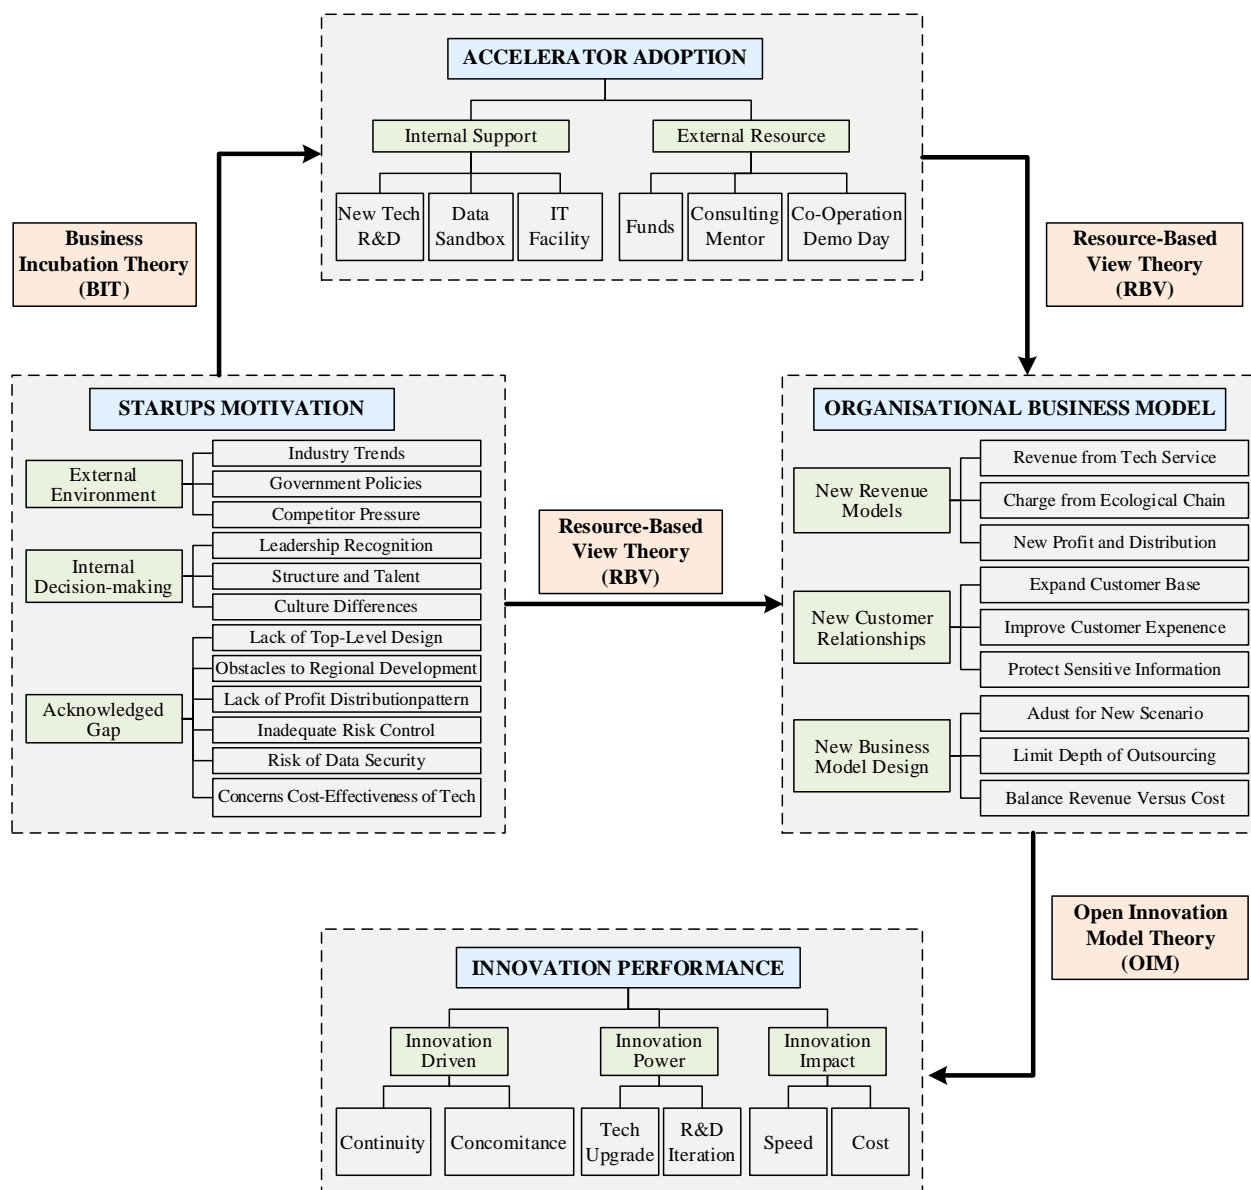 ACCELERATOR ADOPTION
Internal Support
External Resource
New Tech
R&D
Data
Sandbox
IT
Facility
Funds
Consulting
Mentor
Co-Operation
Demo Day
Business
Incubation Theory
(BIT)
Resource-Based
View Theory
(RBV)
STARUPS MOTIVATION
External
Environment
Industry Trends
Government Policies
Competitor Pressure
Internal
Decision-making
Leadership Recognition
Structure and Talent
Culture Differences
Acknowledged
Gap
Lack of Top-Level Design
Obstacles to Regional Development
Lack of Profit Distributionpattern
Inadequate Risk Control
Risk of Data Security
Concerns Cost-Effectiveness of Tech
Resource-Based
View Theory
(RBV)
ORGANISATIONAL BUSINESS MODEL
New Revenue
Models
Revenue from Tech Service
Charge from Ecological Chain
New Profit and Distribution
New Customer
Relationships
Expand Customer Base
Improve Customer Expenence
Protect Sensitive Information
New Business
Model Design
Adust for New Scenario
Limit Depth of Outsourcing
Balance Revenue Versus Cost
Open Innovation
Model Theory
(OIM)
INNOVATION PERFORMANCE
Innovation
Driven
Innovation
Power
Innovation
Impact
Continuity
Concomitance
Tech
Upgrade
R&D
Iteration
Speed
Cost